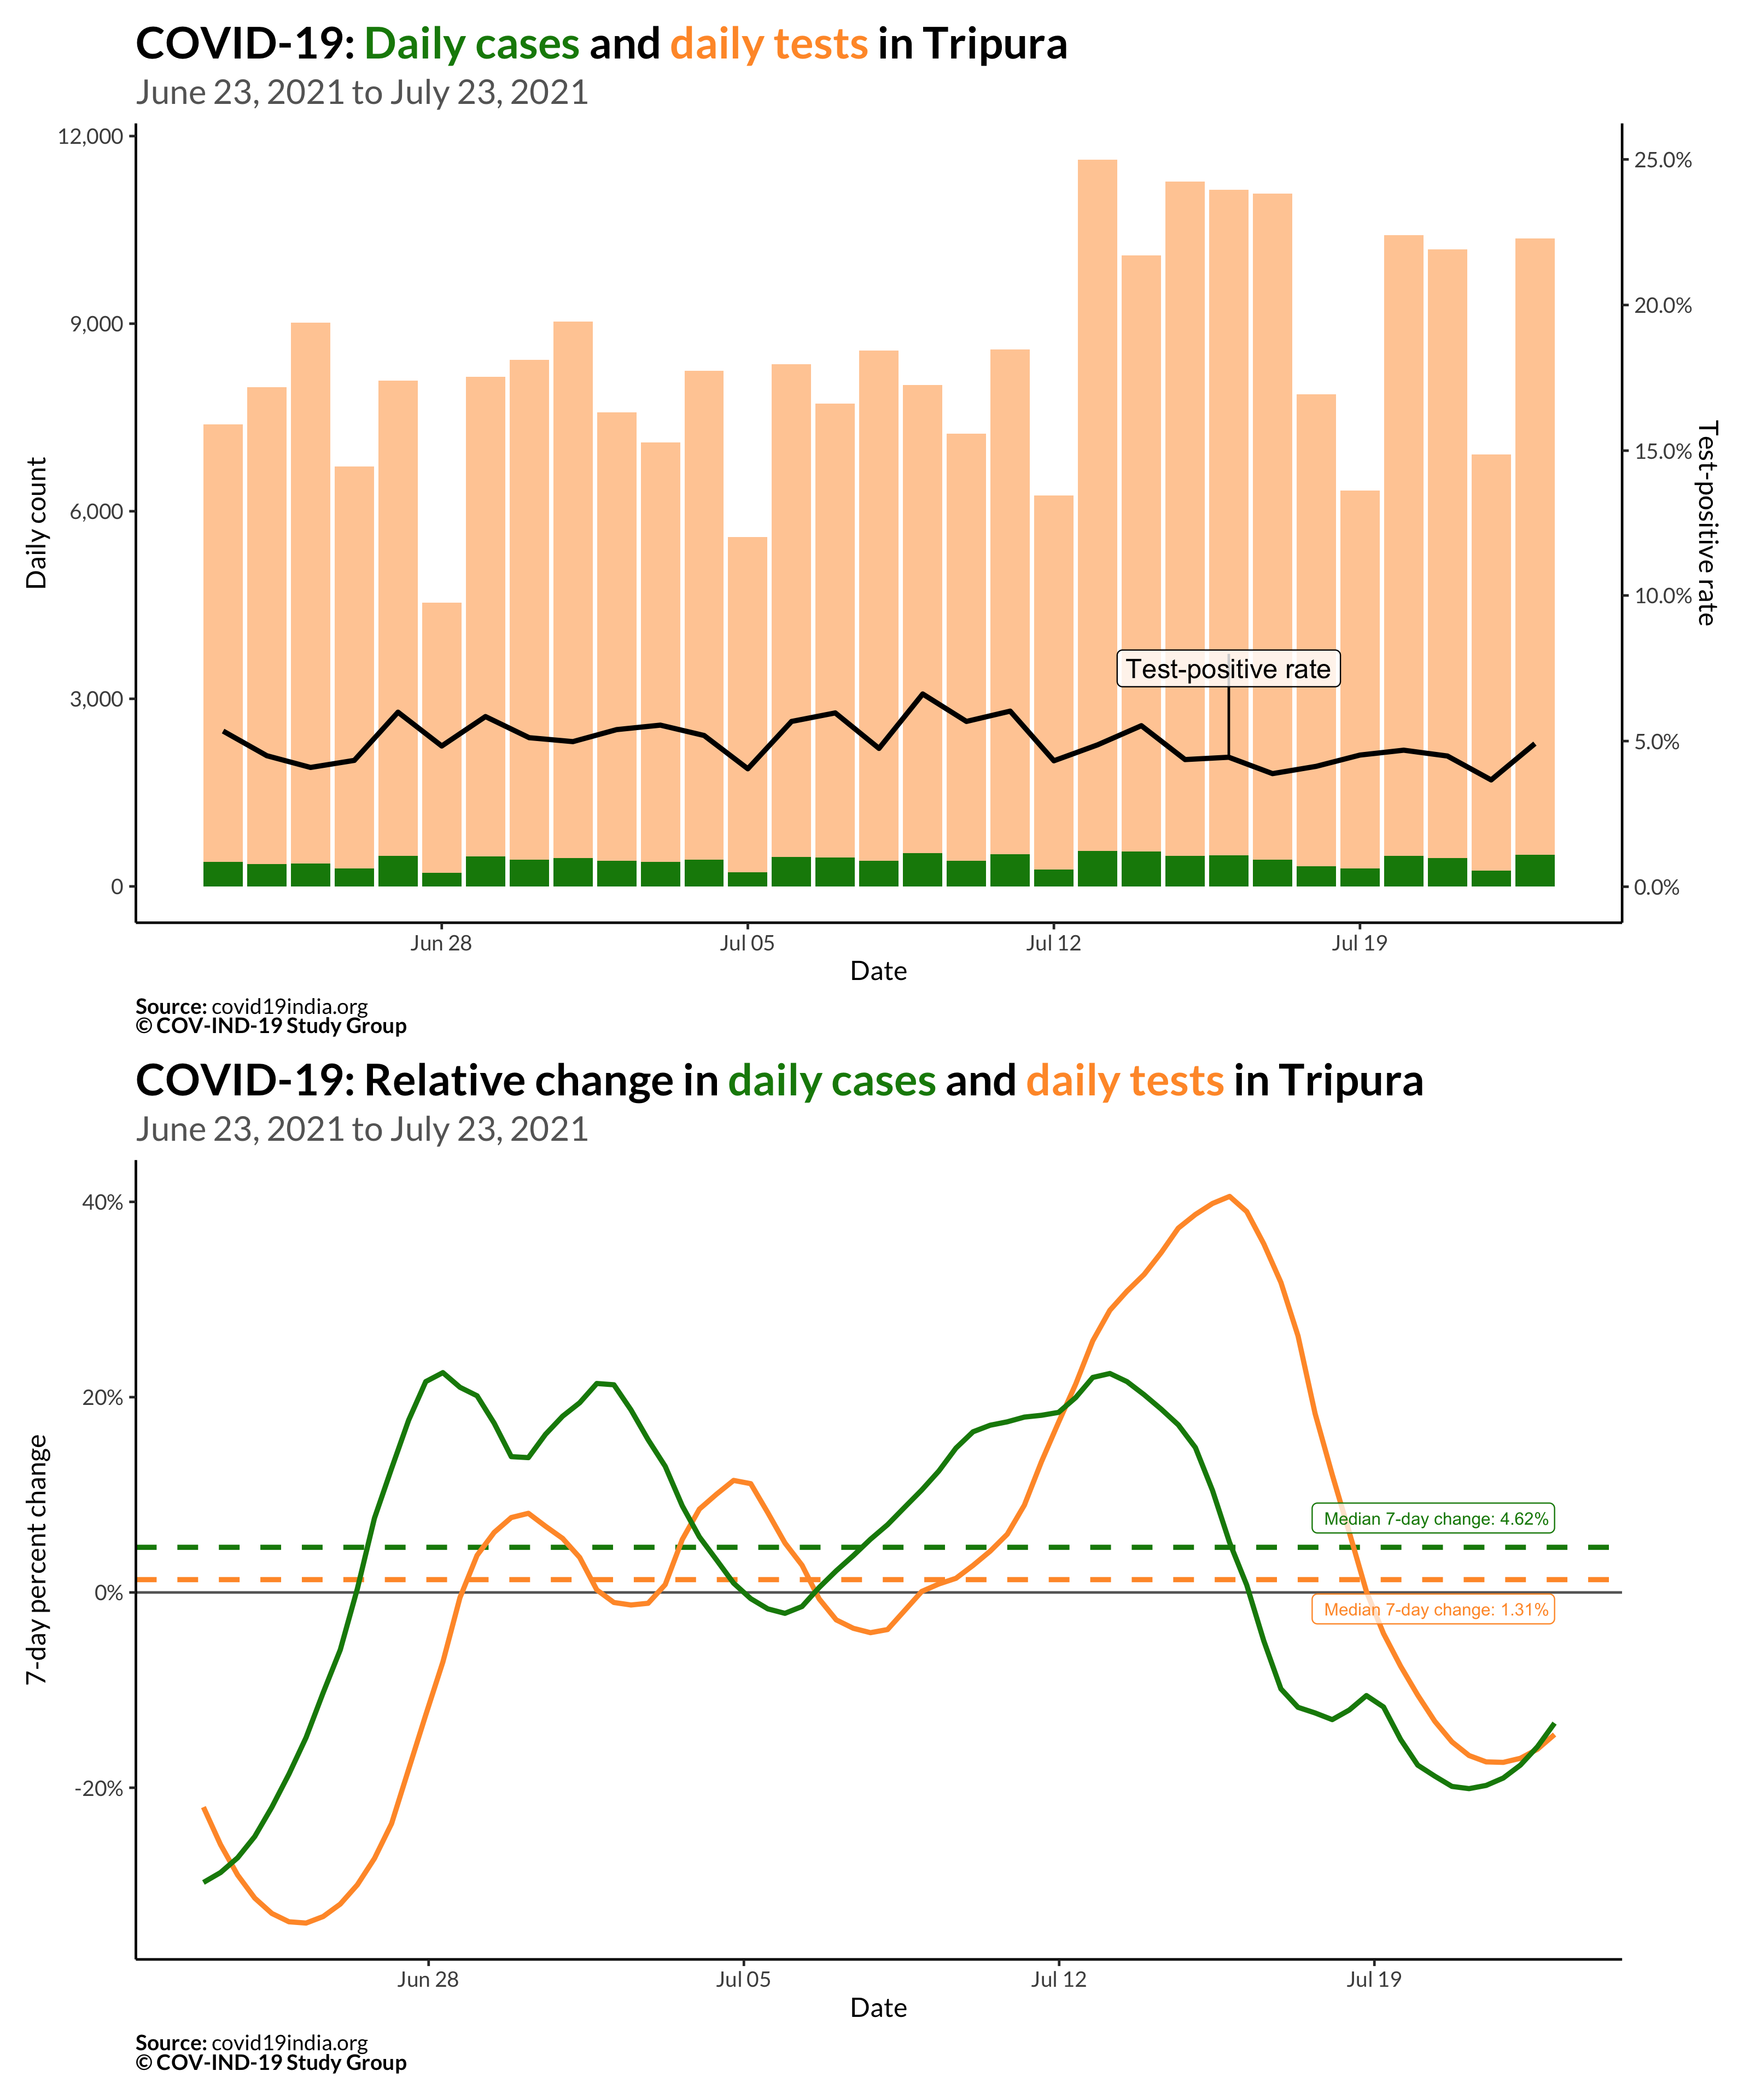 COVID-19: Daily cases and daily tests in Tripura
June 23, 2021 to July 23, 2021
12,000
9,000
6,000
3,000
0
Daily count
25.0%
20.0%
15.0%
10.0%
5.0%
0.0%
Test-positive rate
Test-positive rate
Jun 28
Jul 05
Jul 12
Jul 19
Date
Source: covid19india.org
© COV-IND-19 Study Group
COVID-19: Relative change in daily cases and daily tests in Tripura
June 23, 2021 to July 23, 2021
40%
20%
0%
-20%
7-day percent change
Median 7-day change: 4.62%
Median 7-day change: 1.31%
Jun 28
Jul 05
Jul 12
Jul 19
Date
Source: covid19india.org
© COV-IND-19 Study Group